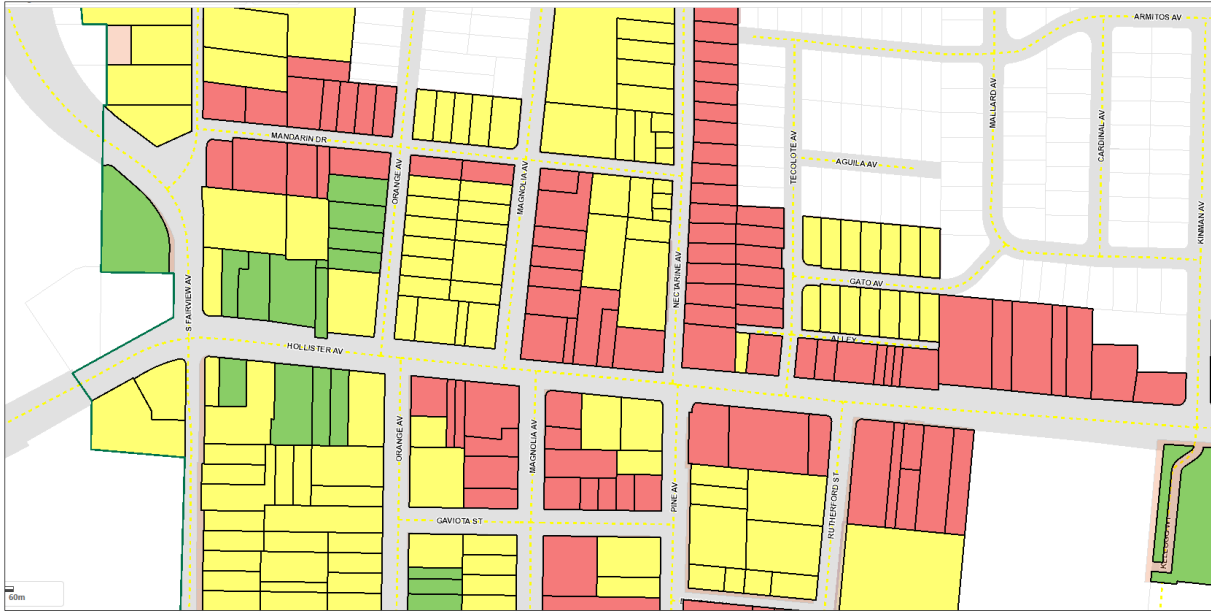 ARMITOS AV
MALLARD AV
CARDINAL AV
MANDARIN DR
TECOLOTE AV
AGUILA AV
ORANGE AV
MAGNOLIA AV
KINMAN AV
NECTARINE AV
S FAIRVIEW AV
GATO AV
ALLEY
HOLLISTER AV
ORANGE AV
MAGNOLIA AV
PINE AV
RUTHERFORD ST
GAVIOTA ST
60m